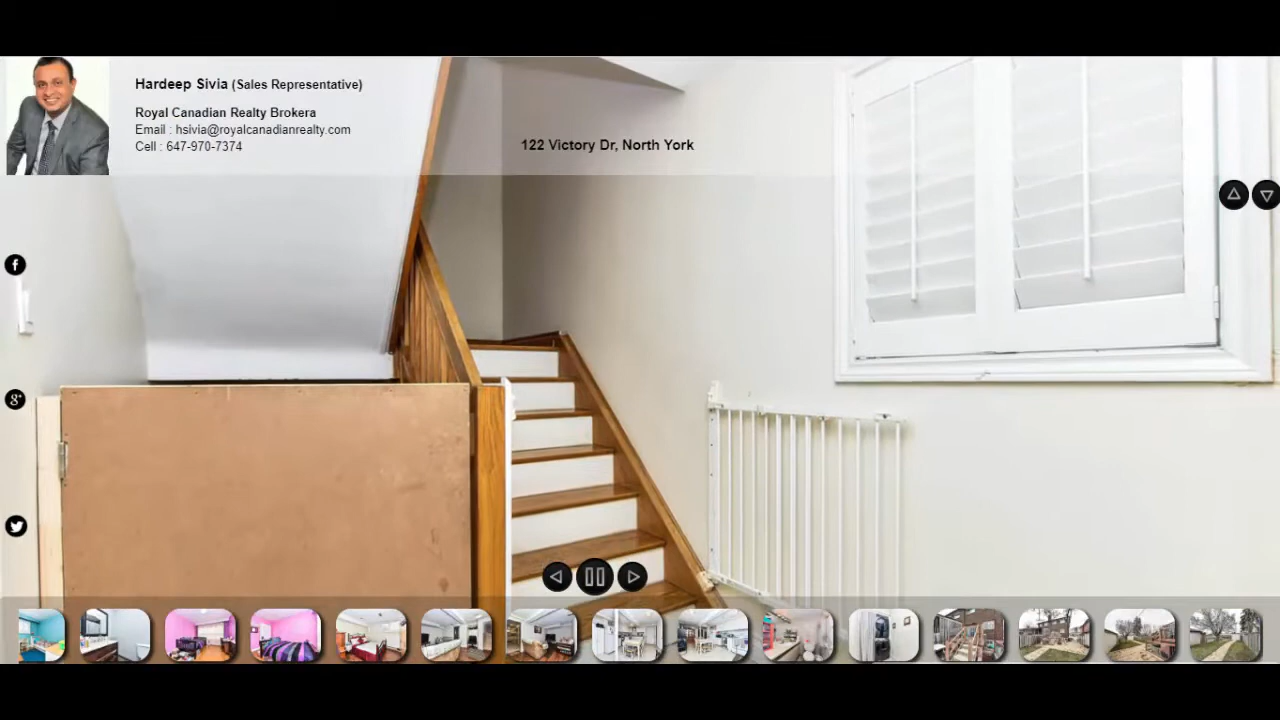 Hardeep Sivia (Sales Representative)
Royal Canadian Realty Brokera
Email : hsivia@royalcanadianrealty.com
Cell : 647-970-7374
122 Victory Dr, North York